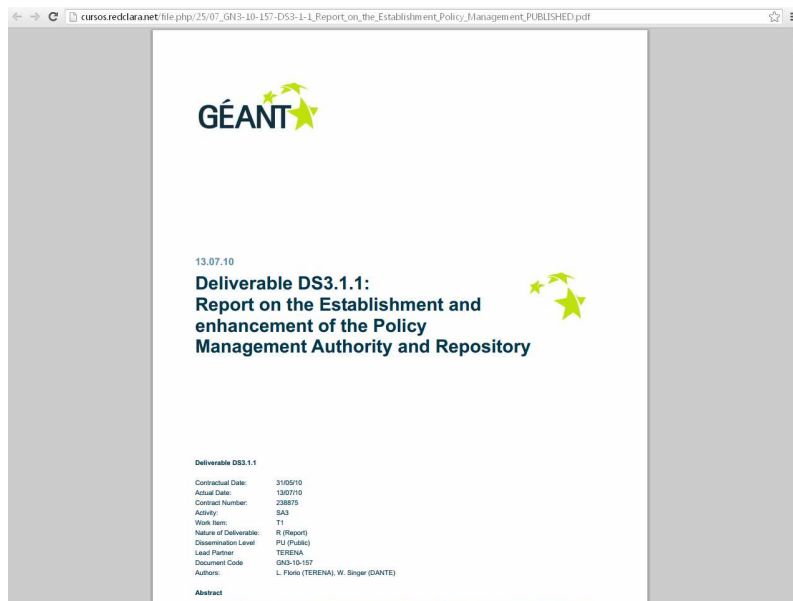 cursos.redclara.net/file.php/25/07_GN3-10-157-DS3-1-1_Report_on_the_Establishment_Policy_Management_PUBLISHED.pdf
GÉANT
13.07.10
Deliverable DS3.1.1:
Report on the Establishment and
enhancement of the Policy
Management Authority and Repository
Deliverable DS3.1.1
Contractual Date: 31/05/10
Actual Date: 13/07/10
Contract Number: 238875
Activity: SA3
Work Item: T1
Nature of Deliverable: R (Report)
Dissemination Level PU (Public)
Lead Partner TERENA
Document Code GN3-10-157
Authors: L. Florio (TERENA), W. Singer (DANTE)
Abstract